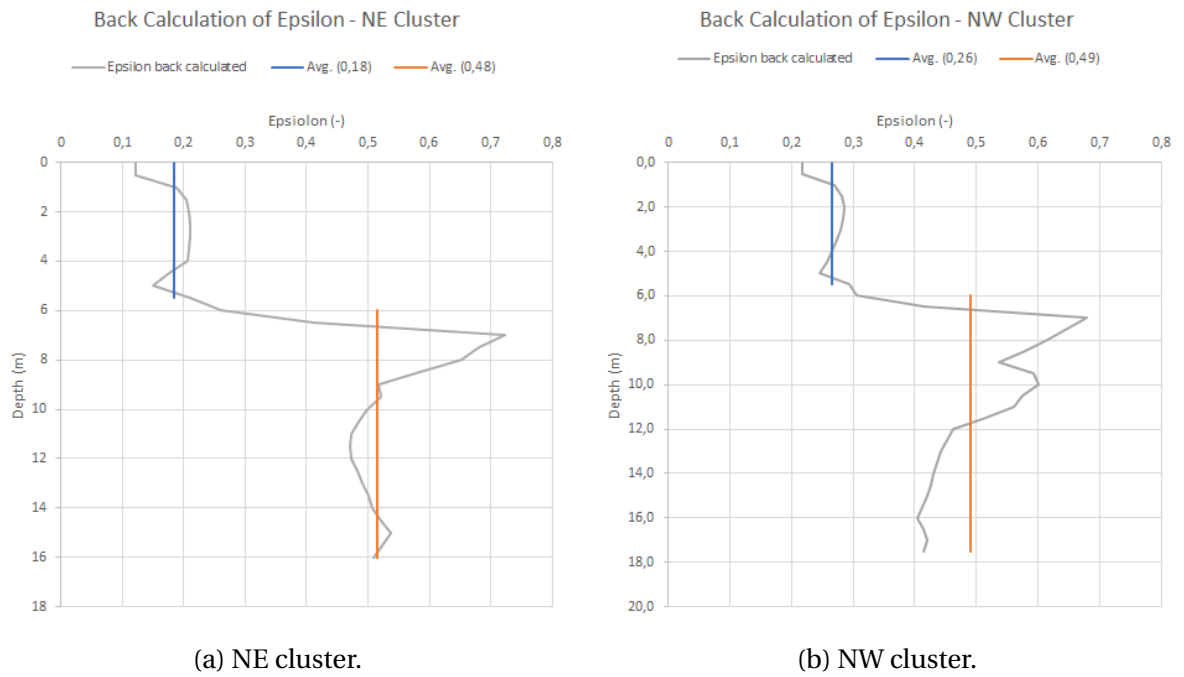 Back Calculation of Epsilon - NE Cluster
Epsilon back calculated Avg. (0,18) Avg. (0,48)
Epsiolon (-)
0 0,1 0,2 0,3 0,4 0,5 0,6 0,7 0,8
0
2
4
6
8
10
12
14
16
18
Depth (m)
(a) NE cluster.
Back Calculation of Epsilon - NW Cluster
Epsilon back calculated Avg. (0,26) Avg. (0,49)
Epsiolon (-)
0 0,1 0,2 0,3 0,4 0,5 0,6 0,7 0,8
0,0
2,0
4,0
6,0
8,0
10,0
12,0
14,0
16,0
18,0
20,0
Depth (m)
(b) NW cluster.